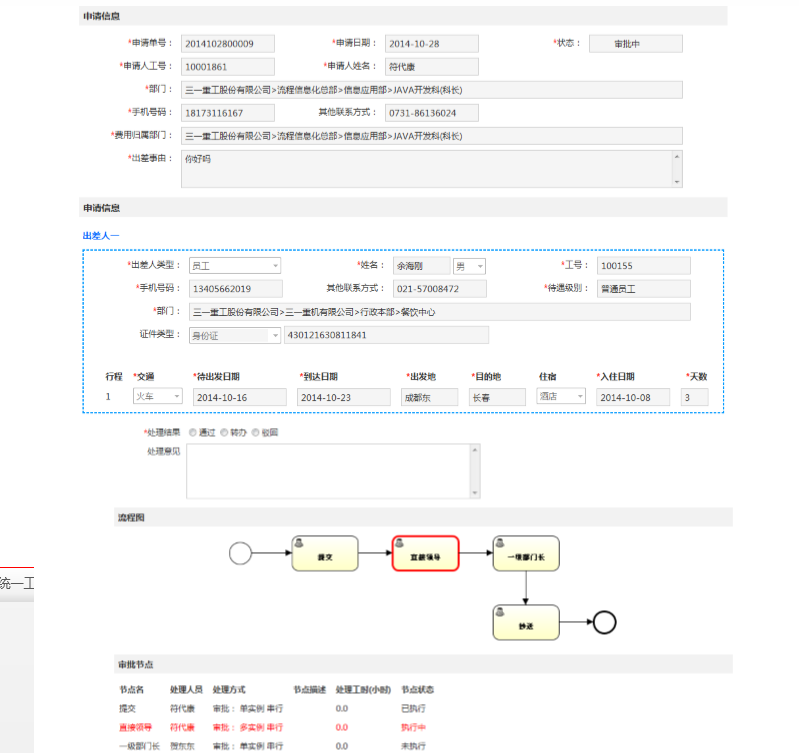 申请信息
*申请单号： 2014102800009 *申请日期： 2014-10-28 *状态： 审批中
*申请人工号： 10001861 *申请人姓名： 符代康
*部门： 三一重工股份有限公司>流程信息化总部>信息应用部>JAVA开发科(科长)
*手机号码： 18173116167 其他联系方式： 0731-86136024
*费用归属部门： 三一重工股份有限公司>流程信息化总部>信息应用部>JAVA开发科(科长)
*出差事由： 你好吗
申请信息
出差人一
*出差人类型： 员工 *姓名： 余海刚 男 *工号： 100155
*手机号码： 13405662019 其他联系方式： 021-57008472 *待遇级别： 普通员工
*部门： 三一重工股份有限公司>三一重机有限公司>行政本部>餐饮中心
证件类型： 身份证 430121630811841
行程 *交通 *待出发日期 *到达日期 *出发地 *目的地 住宿 *入住日期 *天数
1 火车 2014-10-16 2014-10-23 成都东 长春 酒店 2014-10-08 3
*处理结果 通过 转办 驳回
处理意见
流程图
提交 直接领导 一级部门长
统一工
抄送
审批节点
节点名 处理人员 处理方式 节点描述 处理工时(小时) 节点状态
提交 符代康 审批： 单实例 串行 0.0 已执行
直接领导 符代康 审批： 多实例 串行 0.0 执行中
一级部门长 贺东东 审批： 单实例 串行 0.0 未执行